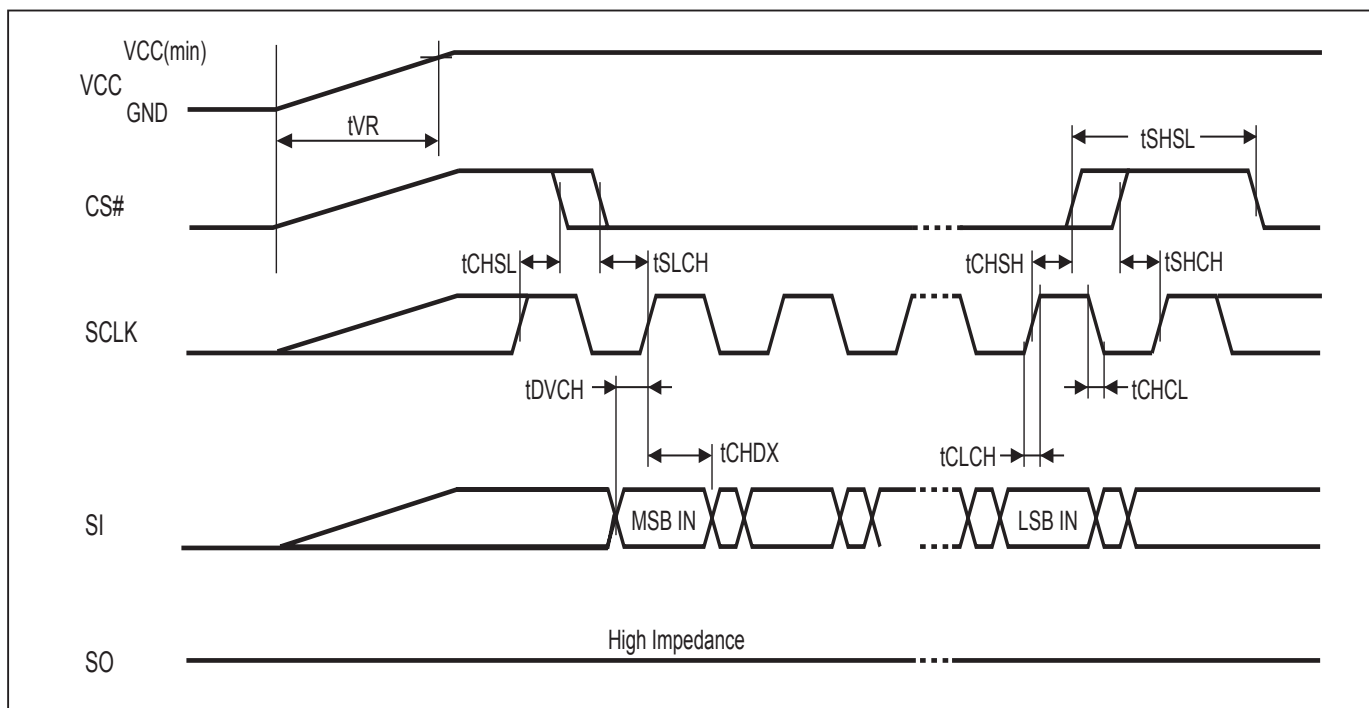 VCC(min)
VCC
GND
tVR
tSHSL
CS#
tCHSL
tSLCH
tCHSH
tSHCH
SCLK
tDVCH
tCHCL
tCHDX
tCLCH
SI
MSB IN
LSB IN
High Impedance
SO